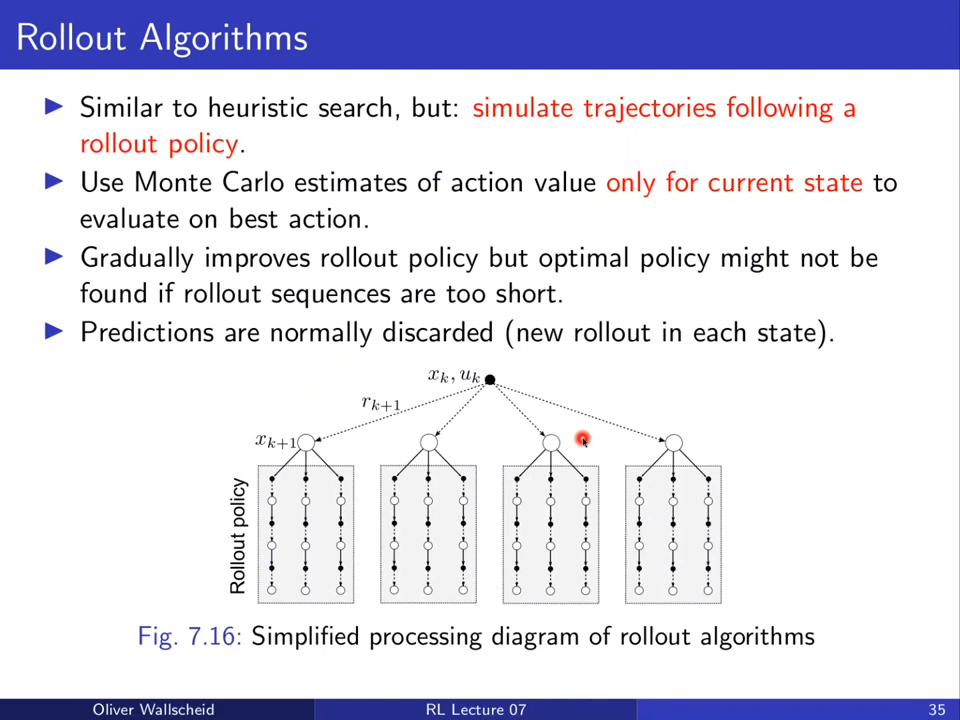 Rollout Algorithms
▶ Similar to heuristic search, but: simulate trajectories following a
rollout policy.
▶ Use Monte Carlo estimates of action value only for current state to
evaluate on best action.
▶ Gradually improves rollout policy but optimal policy might not be
found if rollout sequences are too short.
▶ Predictions are normally discarded (new rollout in each state).
x_k, u_k
r_{k+1}
x_{k+1}
Rollout policy
Fig. 7.16: Simplified processing diagram of rollout algorithms
Oliver Wallscheid
RL Lecture 07
35